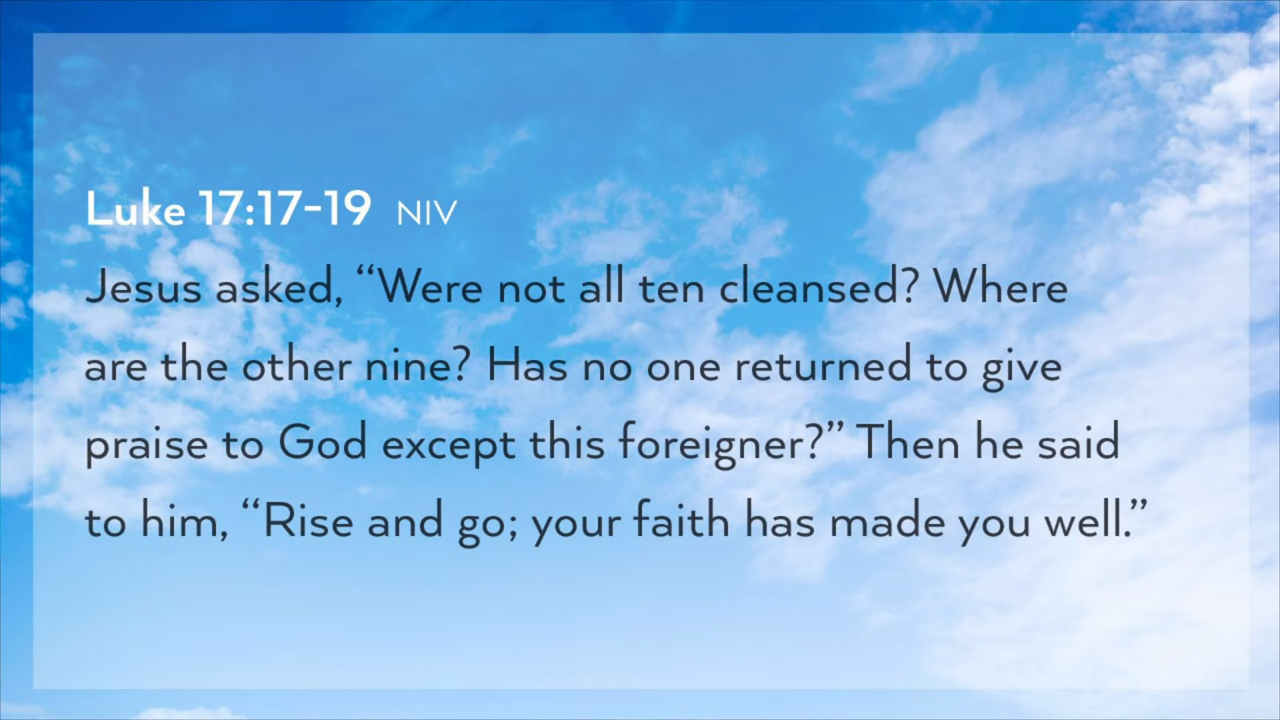 Luke 17:17-19 NIV
Jesus asked, “Were not all ten cleansed? Where
are the other nine? Has no one returned to give
praise to God except this foreigner?” Then he said
to him, “Rise and go; your faith has made you well.”